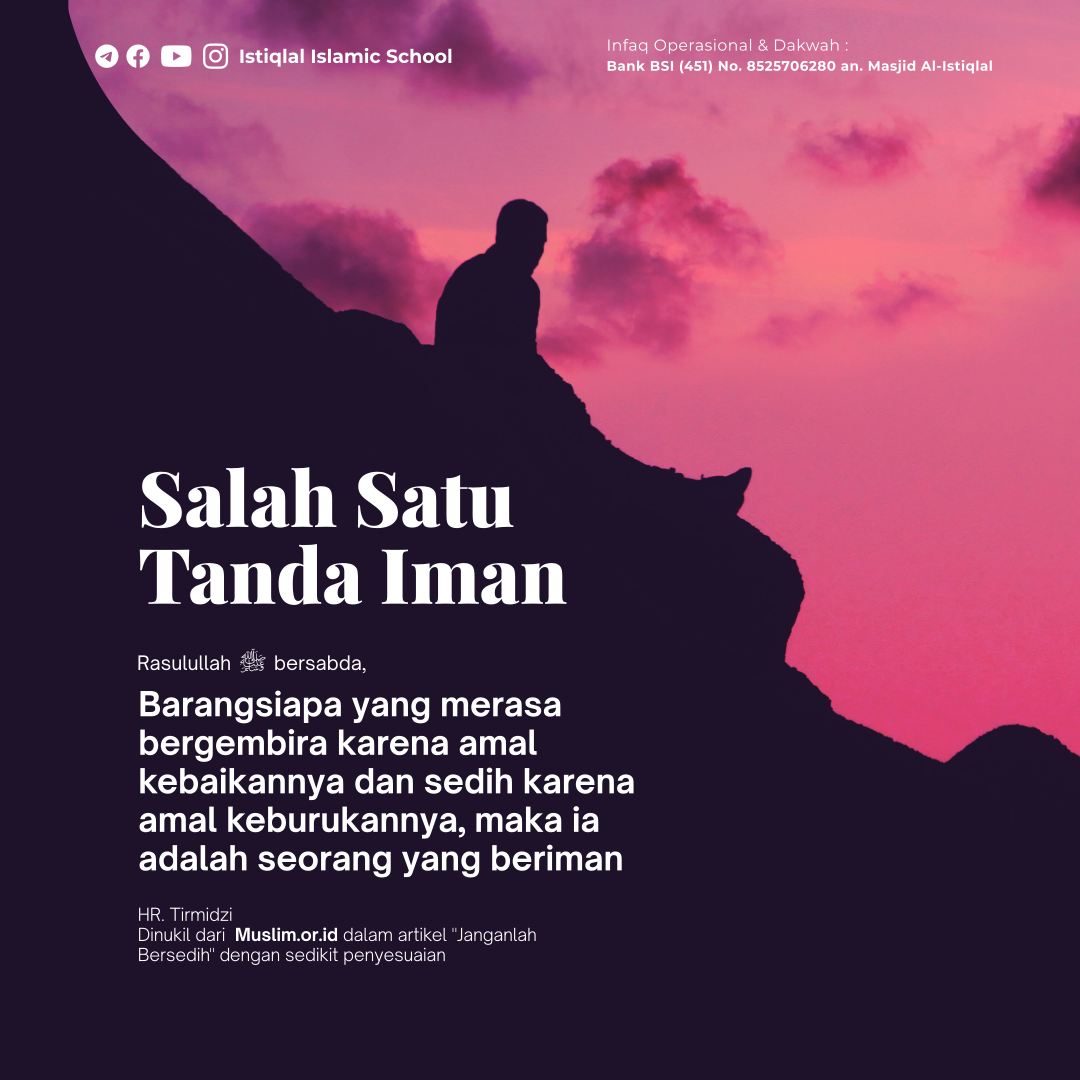 Istiqlal Islamic School
Infaq Operasional & Dakwah :
Bank BSI (451) No. 8525706280 an. Masjid Al-Istiqlal
Salah Satu
Tanda Iman
Rasulullah ﷺ bersabda,
Barangsiapa yang merasa
bergembira karena amal
kebaikannya dan sedih karena
amal keburukannya, maka ia
adalah seorang yang beriman
HR. Tirmidzi
Dinukil dari Muslim.or.id dalam artikel "Janganlah
Bersedih" dengan sedikit penyesuaian